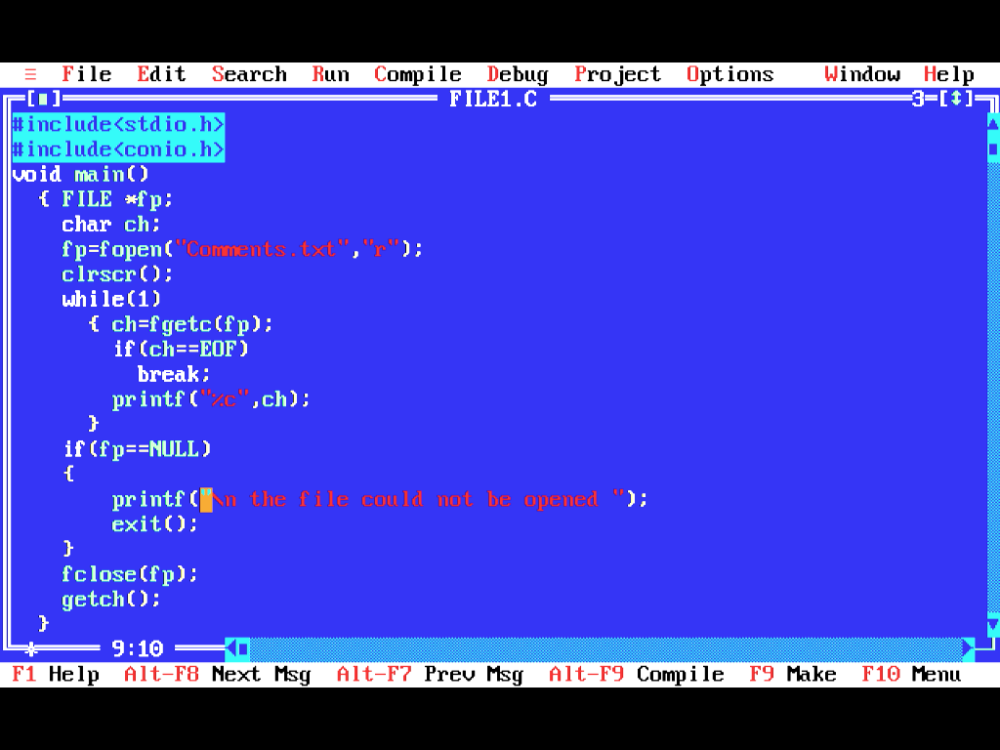 ≡ File Edit Search Run Compile Debug Project Options Window Help
[■] FILE1.C 3=[↕]
#include<stdio.h>
#include<conio.h>
void main()
{ FILE *fp;
char ch;
fp=fopen("Comments.txt","r");
clrscr();
while(1)
{ ch=fgetc(fp);
if(ch==EOF)
break;
printf("%c",ch);
}
if(fp==NULL)
{
printf("\n the file could not be opened ");
exit();
}
fclose(fp);
getch();
}
* 9:10
F1 Help Alt-F8 Next Msg Alt-F7 Prev Msg Alt-F9 Compile F9 Make F10 Menu